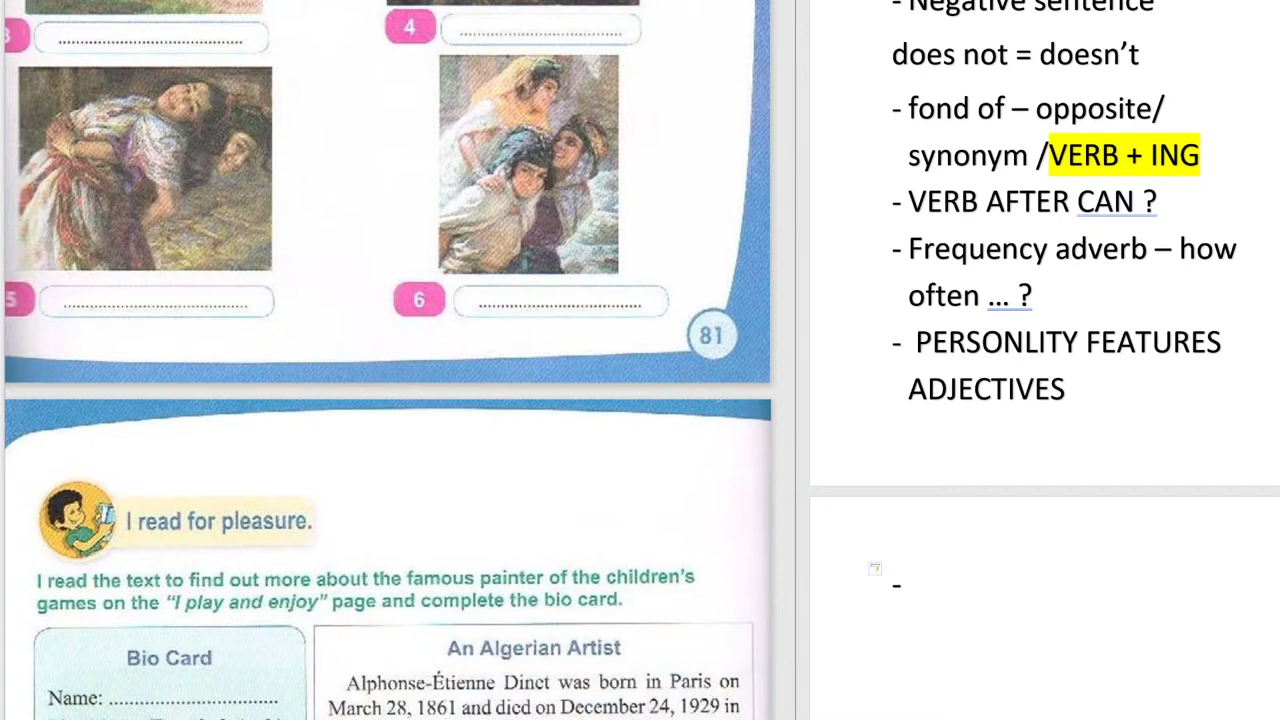 4
5
6
81
I read for pleasure.
I read the text to find out more about the famous painter of the children's
games on the “I play and enjoy” page and complete the bio card.
Bio Card
Name: ................................
An Algerian Artist
Alphonse-Étienne Dinet was born in Paris on
March 28, 1861 and died on December 24, 1929 in
- Negative sentence
does not = doesn’t
- fond of – opposite/
synonym /VERB + ING
- VERB AFTER CAN ?
- Frequency adverb – how
often … ?
- PERSONLITY FEATURES
ADJECTIVES
-